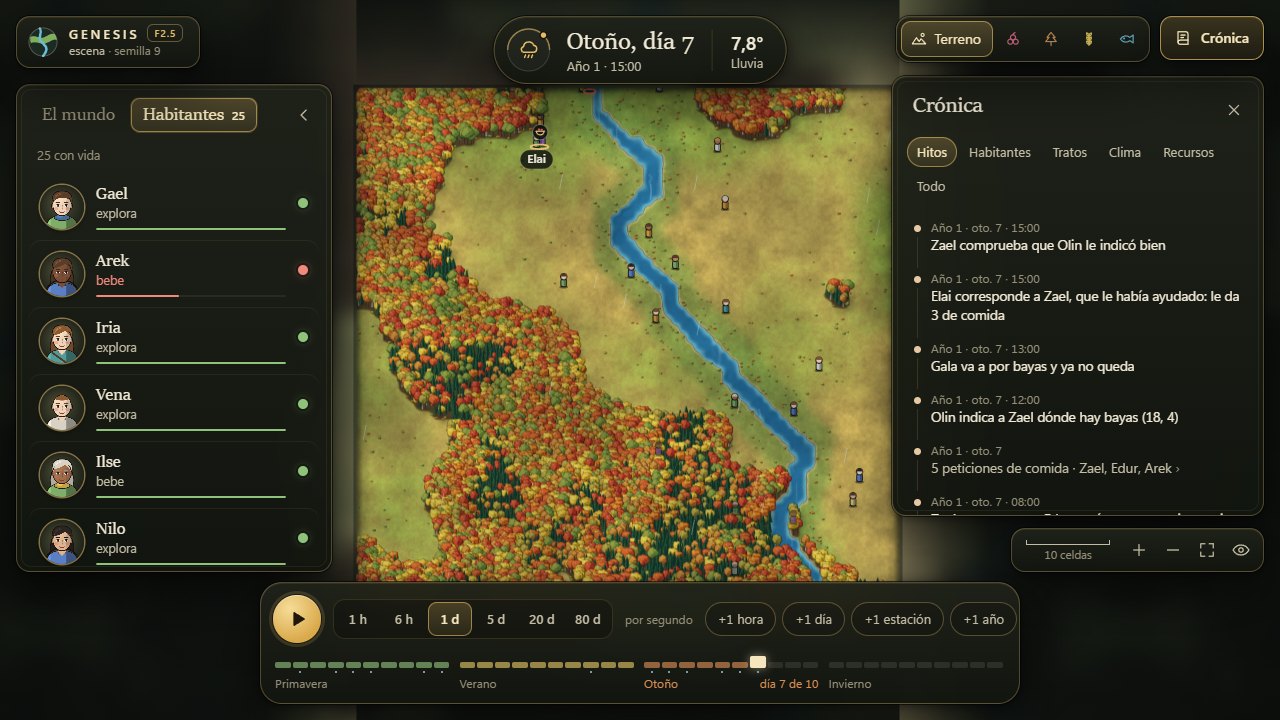 GENESIS F2.5
escena · semilla 9
Otoño, día 7
Año 1 · 15:00
7,8°
Lluvia
Terreno
Crónica
El mundo
Habitantes 25
25 con vida
Gael
explora
Arek
bebe
Iria
explora
Vena
explora
Ilse
bebe
Nilo
explora
Elai
Crónica
Hitos Habitantes Tratos Clima Recursos
Todo
Año 1 · oto. 7 · 15:00
Zael comprueba que Olin le indicó bien
Año 1 · oto. 7 · 15:00
Elai corresponde a Zael, que le había ayudado: le da
3 de comida
Año 1 · oto. 7 · 13:00
Gala va a por bayas y ya no queda
Año 1 · oto. 7 · 12:00
Olin indica a Zael dónde hay bayas (18, 4)
Año 1 · oto. 7
5 peticiones de comida · Zael, Edur, Arek ›
Año 1 · oto. 7 · 08:00
10 celdas
1 h 6 h 1 d 5 d 20 d 80 d por segundo +1 hora +1 día +1 estación +1 año
Primavera Verano Otoño día 7 de 10 Invierno